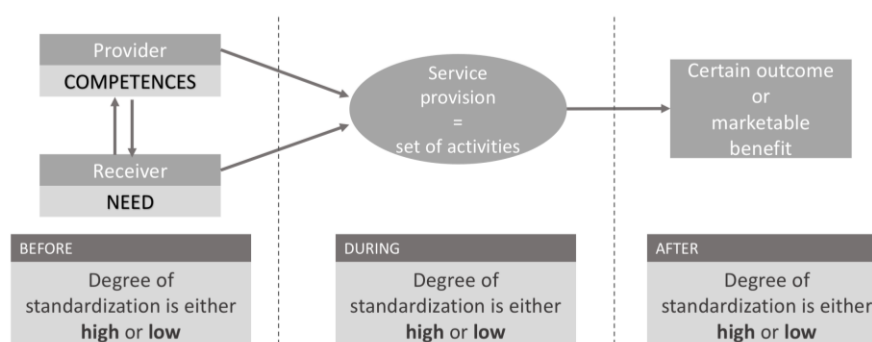 Provider
COMPETENCES
Receiver
NEED
Service
provision
=
set of activities
Certain outcome
or
marketable
benefit
BEFORE
Degree of
standardization is either
high or low
DURING
Degree of
standardization is either
high or low
AFTER
Degree of
standardization is either
high or low